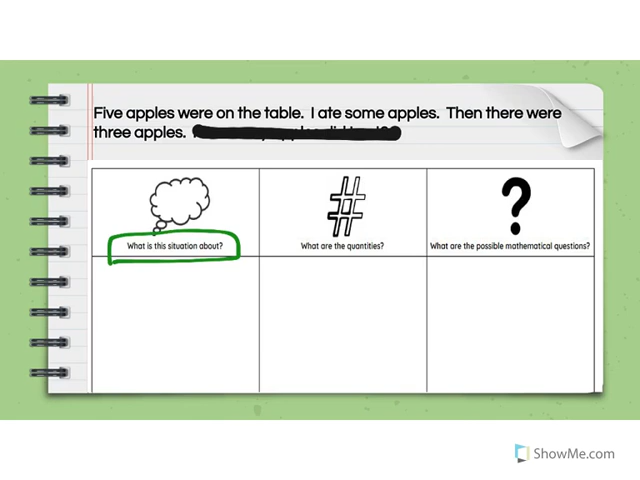 Five apples were on the table.  I ate some apples.  Then there were
three apples.
What is this situation about?
#
What are the quantities?
?
What are the possible mathematical questions?
ShowMe.com